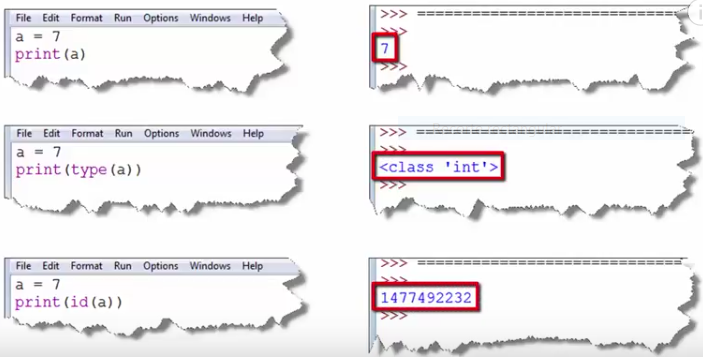 File Edit Format Run Options Windows Help
a = 7
print(a)
>>> ========================
>>>
7
>>>
File Edit Format Run Options Windows Help
a = 7
print(type(a))
>>> ========================
>>>
<class 'int'>
>>>
File Edit Format Run Options Windows Help
a = 7
print(id(a))
>>> ========================
>>>
1477492232
>>>